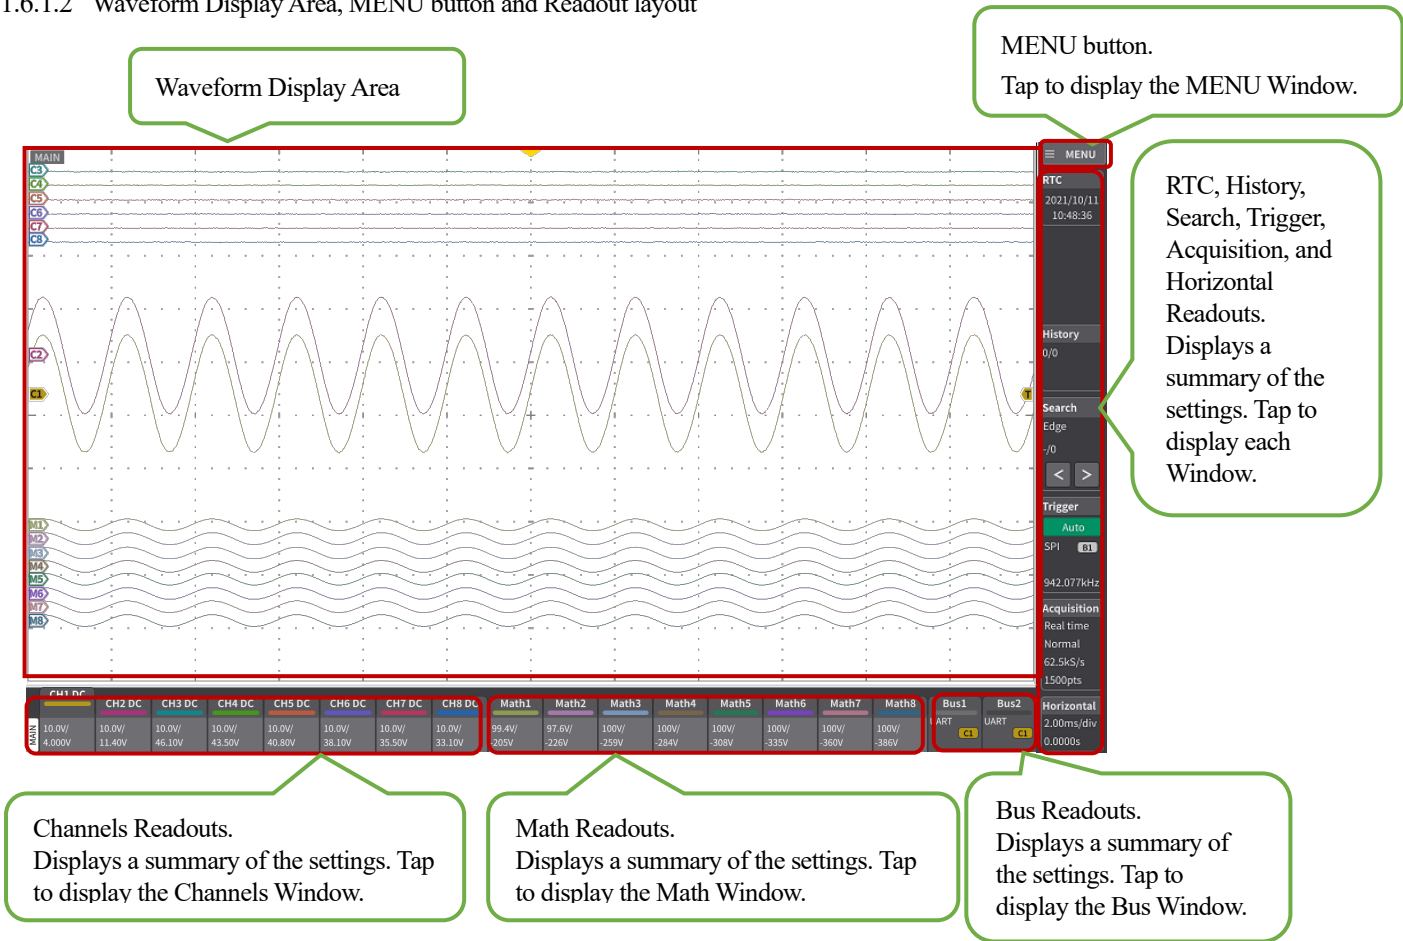 1.6.1.2 Waveform Display Area, MENU button and Readout layout
Waveform Display Area
MENU button.
Tap to display the MENU Window.
MAIN
C3
C4
C5
C6
C7
C8
C2
C1
T
M1
M2
M3
M4
M5
M6
M7
M8
☰ MENU
RTC
2021/10/11
10:48:36
History
0/0
Search
Edge
-/0
< >
Trigger
Auto
SPI B1
942.077kHz
Acquisition
Real time
Normal
62.5kS/s
1500pts
Horizontal
2.00ms/div
0.0000s
RTC, History,
Search, Trigger,
Acquisition, and
Horizontal
Readouts.
Displays a
summary of the
settings. Tap to
display each
Window.
MAIN
CH1 DC
10.0V/
4.000V
CH2 DC
10.0V/
11.40V
CH3 DC
10.0V/
46.10V
CH4 DC
10.0V/
43.50V
CH5 DC
10.0V/
40.80V
CH6 DC
10.0V/
38.10V
CH7 DC
10.0V/
35.50V
CH8 DC
10.0V/
33.10V
Math1
99.4V/
-205V
Math2
97.6V/
-226V
Math3
100V/
-259V
Math4
100V/
-284V
Math5
100V/
-308V
Math6
100V/
-335V
Math7
100V/
-360V
Math8
100V/
-386V
Bus1
UART
C1
Bus2
UART
C1
Channels Readouts.
Displays a summary of the settings. Tap
to display the Channels Window.
Math Readouts.
Displays a summary of the settings. Tap
to display the Math Window.
Bus Readouts.
Displays a summary of
the settings. Tap to
display the Bus Window.